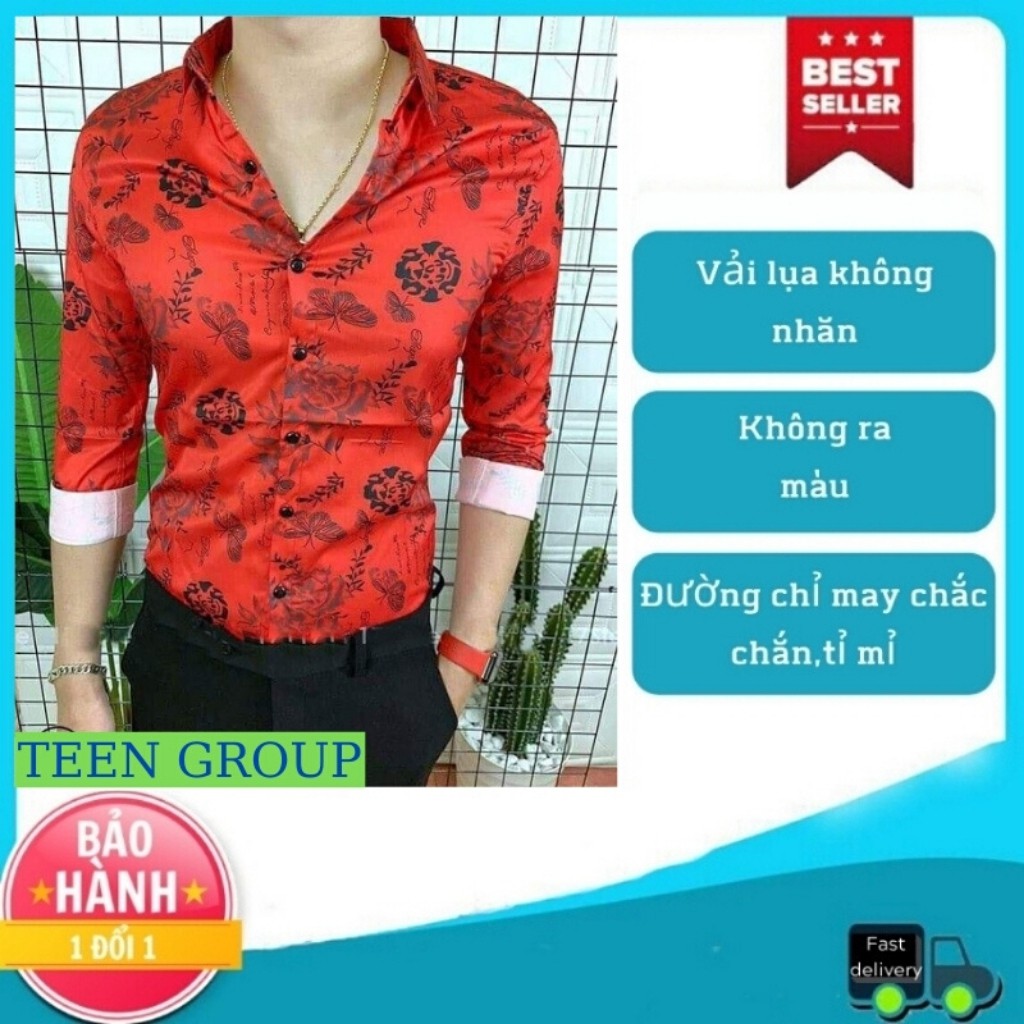 BEST
SELLER
Vải lụa không
nhăn
Không ra
màu
Đường chỉ may chắc
chắn,tỉ mỉ
TEEN GROUP
BẢO
HÀNH
1 ĐỔI 1
Fast
delivery